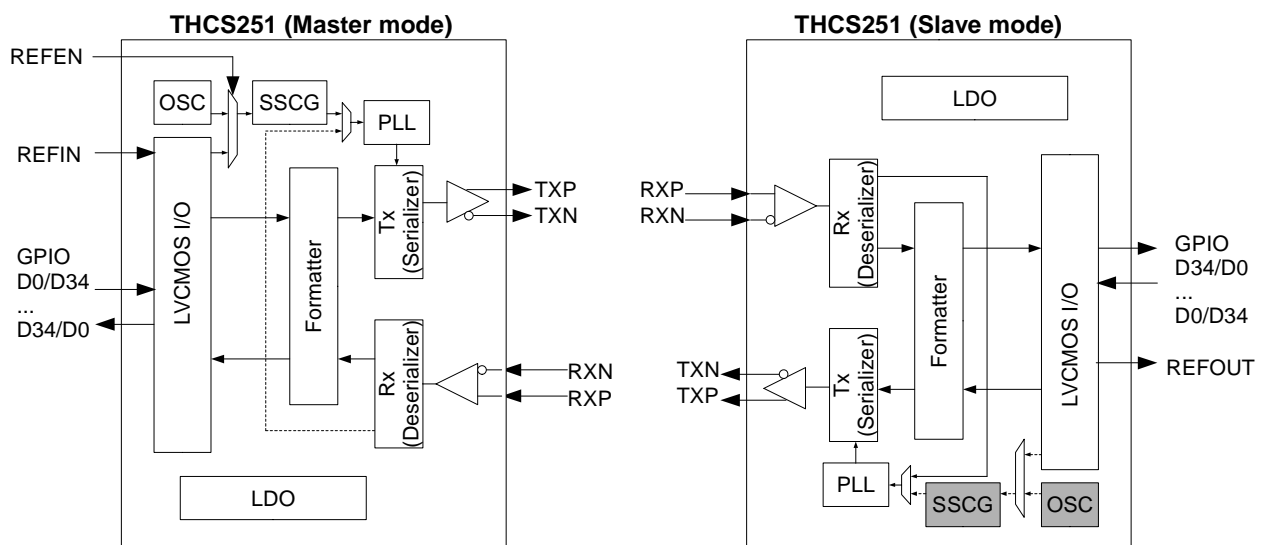 THCS251 (Master mode)
REFEN
OSC
SSCG
PLL
REFIN
LVCMOS I/O
Formatter
Tx
(Serializer)
TXP
TXN
GPIO
D0/D34
...
D34/D0
Rx
(Deserializer)
RXN
RXP
LDO
THCS251 (Slave mode)
LDO
RXP
RXN
Rx
(Deserializer)
Formatter
LVCMOS I/O
GPIO
D34/D0
...
D0/D34
REFOUT
TXN
TXP
Tx
(Serializer)
PLL
SSCG
OSC